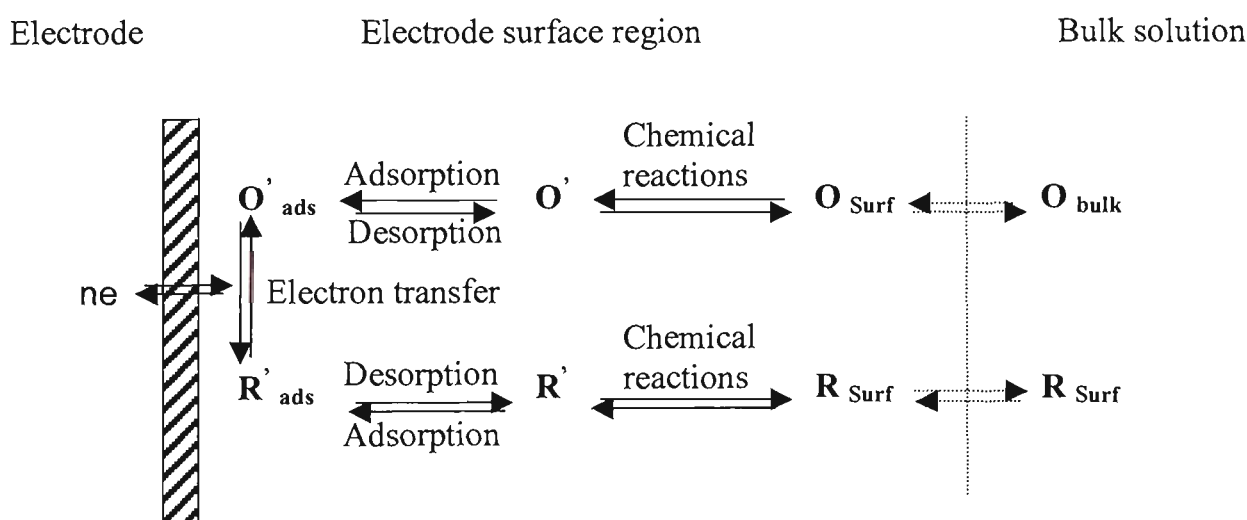 Electrode Electrode surface region Bulk solution
Chemical
Adsorption reactions
O' ads O' O Surf O bulk
Desorption
ne Electron transfer
Chemical
Desorption reactions
R' ads R' R Surf R Surf
Adsorption